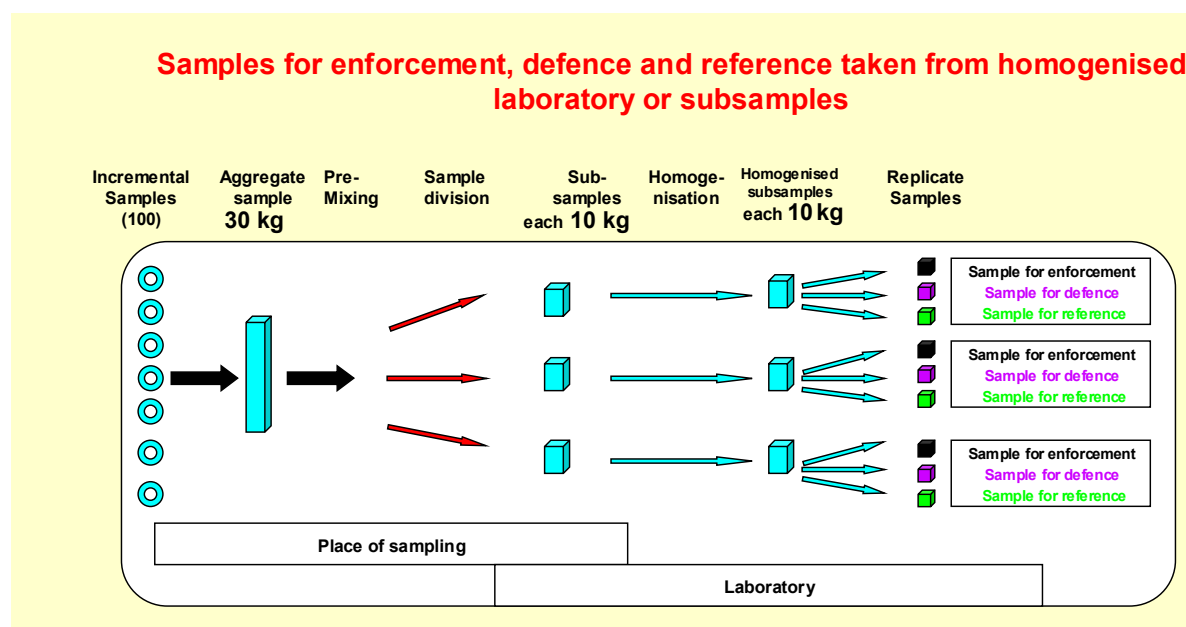 Samples for enforcement, defence and reference taken from homogenised
laboratory or subsamples
Incremental
Samples
(100)
Aggregate
sample
30 kg
Pre-
Mixing
Sample
division
Sub-
samples
each 10 kg
Homoge-
nisation
Homogenised
subsamples
each 10 kg
Replicate
Samples
Sample for enforcement
Sample for defence
Sample for reference
Sample for enforcement
Sample for defence
Sample for reference
Sample for enforcement
Sample for defence
Sample for reference
Place of sampling
Laboratory